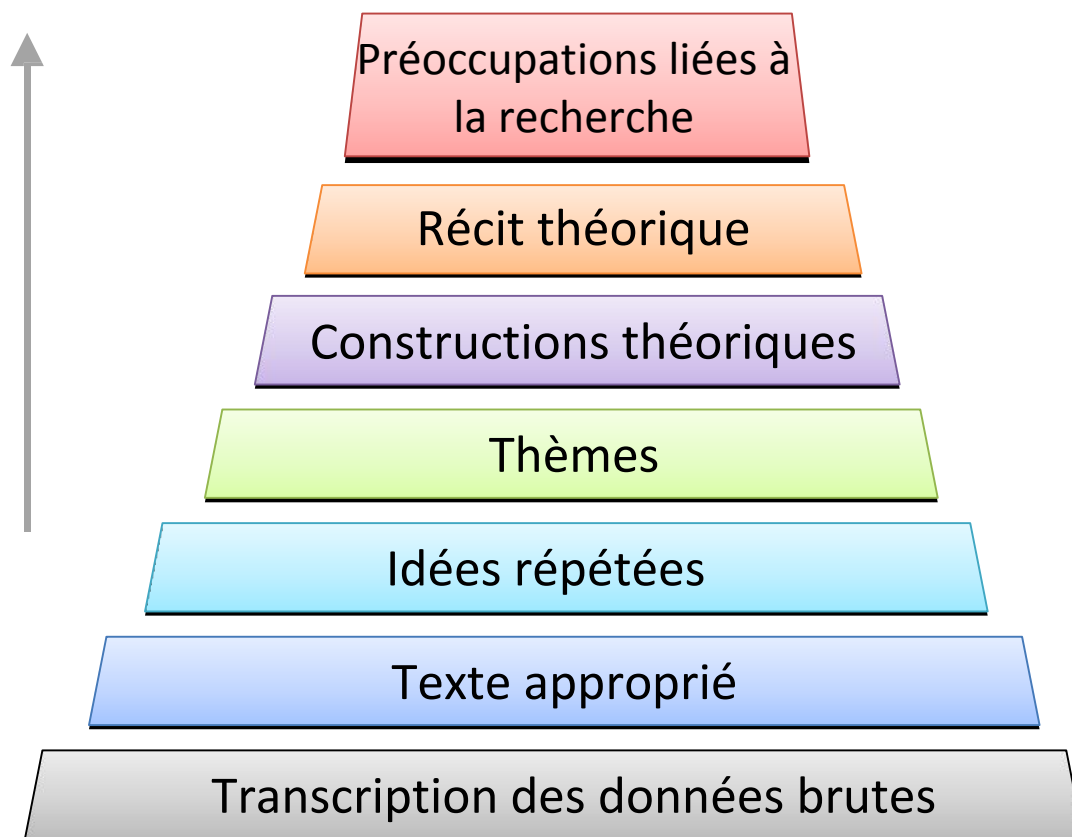 Préoccupations liées à
la recherche
Récit théorique
Constructions théoriques
Thèmes
Idées répétées
Texte approprié
Transcription des données brutes